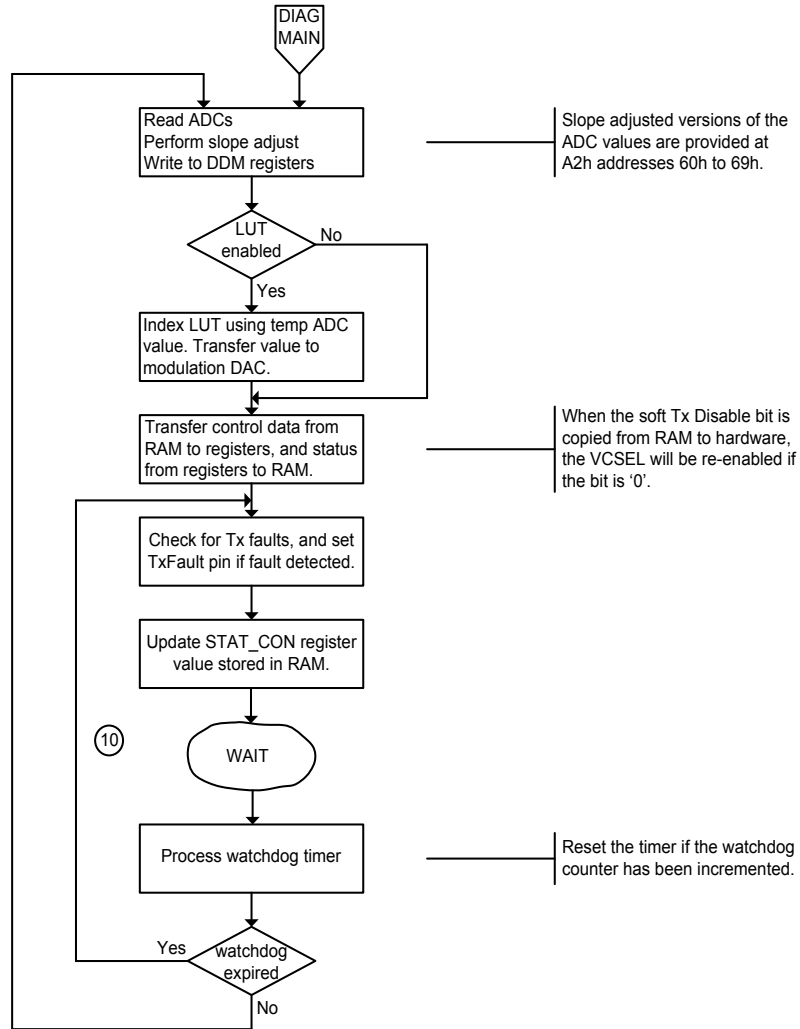 DIAG
MAIN
Read ADCs
Perform slope adjust
Write to DDM registers
Slope adjusted versions of the
ADC values are provided at
A2h addresses 60h to 69h.
LUT
enabled
No
Yes
Index LUT using temp ADC
value. Transfer value to
modulation DAC.
Transfer control data from
RAM to registers, and status
from registers to RAM.
When the soft Tx Disable bit is
copied from RAM to hardware,
the VCSEL will be re-enabled if
the bit is ‘0’.
Check for Tx faults, and set
TxFault pin if fault detected.
Update STAT_CON register
value stored in RAM.
10
WAIT
Process watchdog timer
Reset the timer if the watchdog
counter has been incremented.
Yes
watchdog
expired
No